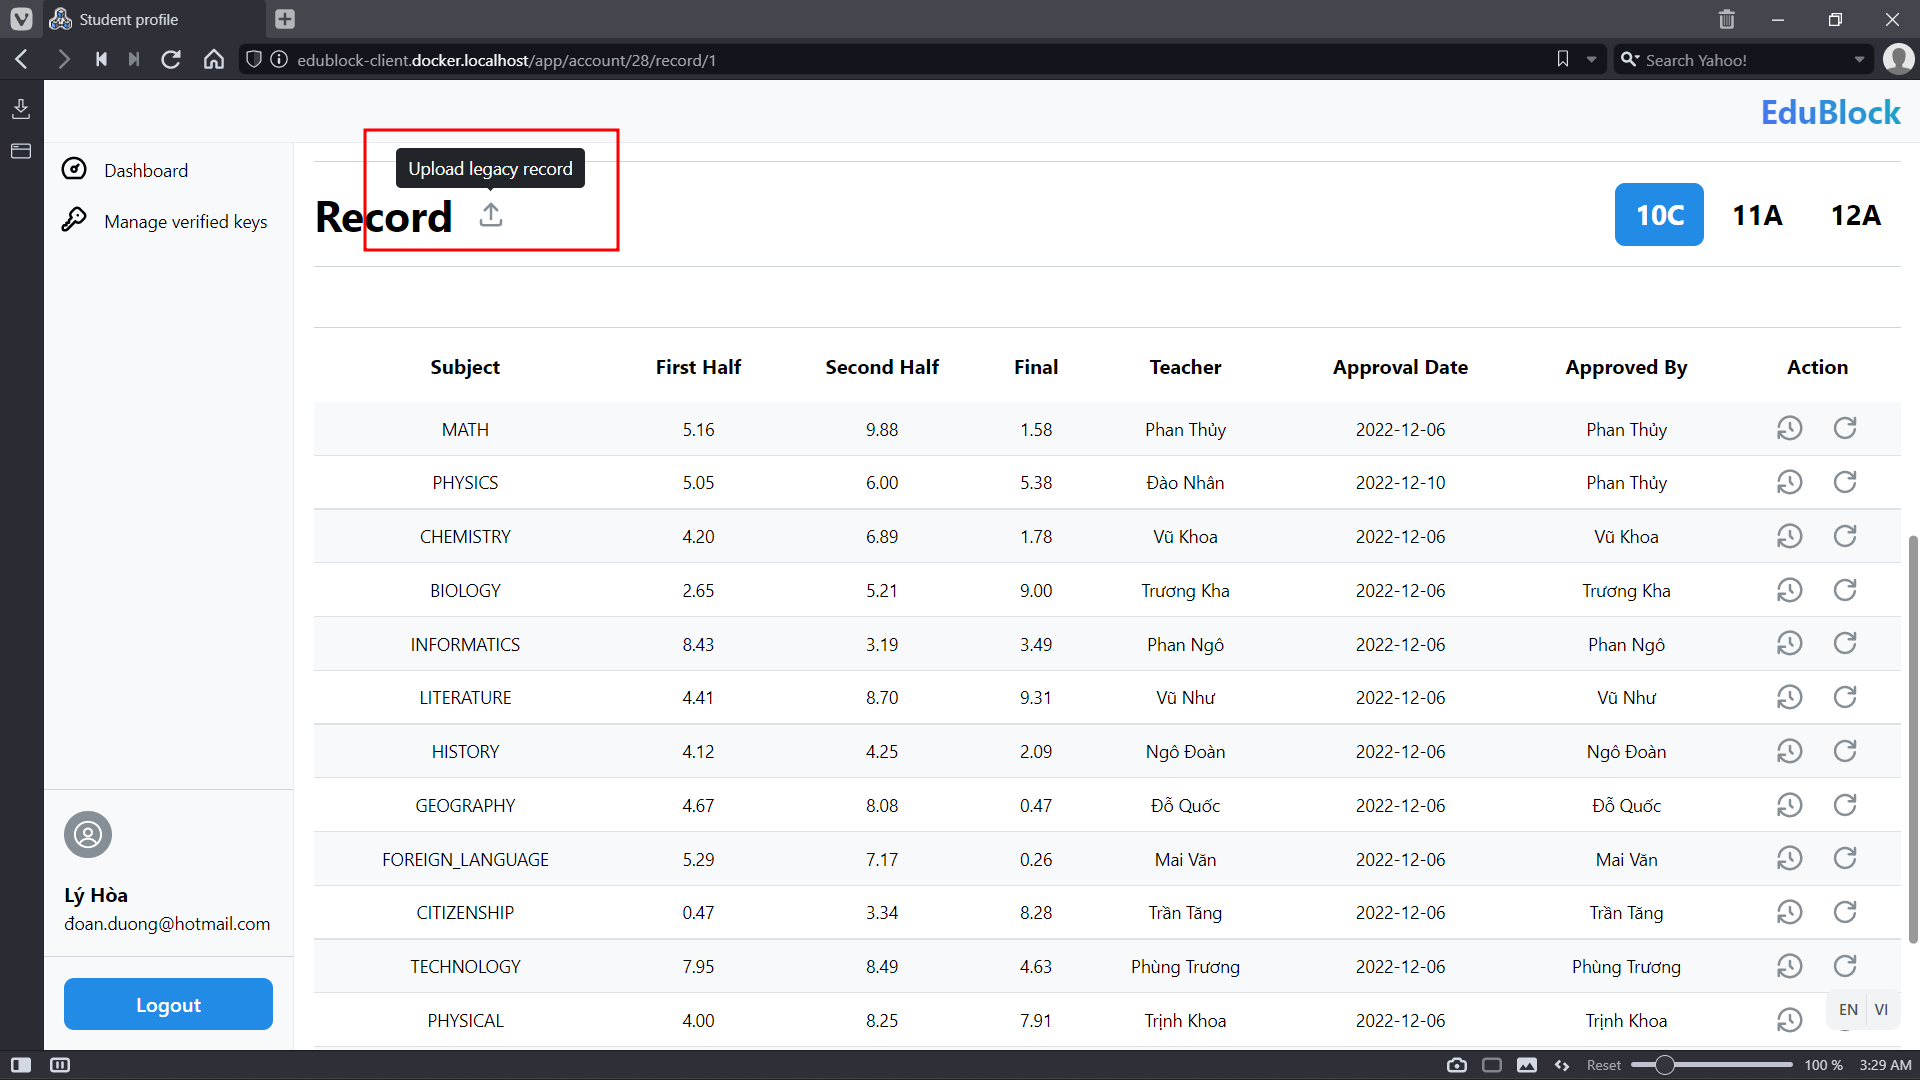 Student profile
edublock-client.docker.localhost/app/account/28/record/1
Search Yahoo!
EduBlock
Dashboard
Manage verified keys
Upload legacy record
Record
10C 11A 12A
Subject First Half Second Half Final Teacher Approval Date Approved By Action
MATH 5.16 9.88 1.58 Phan Thủy 2022-12-06 Phan Thủy
PHYSICS 5.05 6.00 5.38 Đào Nhân 2022-12-10 Phan Thủy
CHEMISTRY 4.20 6.89 1.78 Vũ Khoa 2022-12-06 Vũ Khoa
BIOLOGY 2.65 5.21 9.00 Trương Kha 2022-12-06 Trương Kha
INFORMATICS 8.43 3.19 3.49 Phan Ngô 2022-12-06 Phan Ngô
LITERATURE 4.41 8.70 9.31 Vũ Như 2022-12-06 Vũ Như
HISTORY 4.12 4.25 2.09 Ngô Đoàn 2022-12-06 Ngô Đoàn
GEOGRAPHY 4.67 8.08 0.47 Đỗ Quốc 2022-12-06 Đỗ Quốc
FOREIGN_LANGUAGE 5.29 7.17 0.26 Mai Văn 2022-12-06 Mai Văn
CITIZENSHIP 0.47 3.34 8.28 Trần Tăng 2022-12-06 Trần Tăng
TECHNOLOGY 7.95 8.49 4.63 Phùng Trương 2022-12-06 Phùng Trương
PHYSICAL 4.00 8.25 7.91 Trịnh Khoa 2022-12-06 Trịnh Khoa
Lý Hòa
đoan.duong@hotmail.com
Logout
EN VI
Reset 100 % 3:29 AM